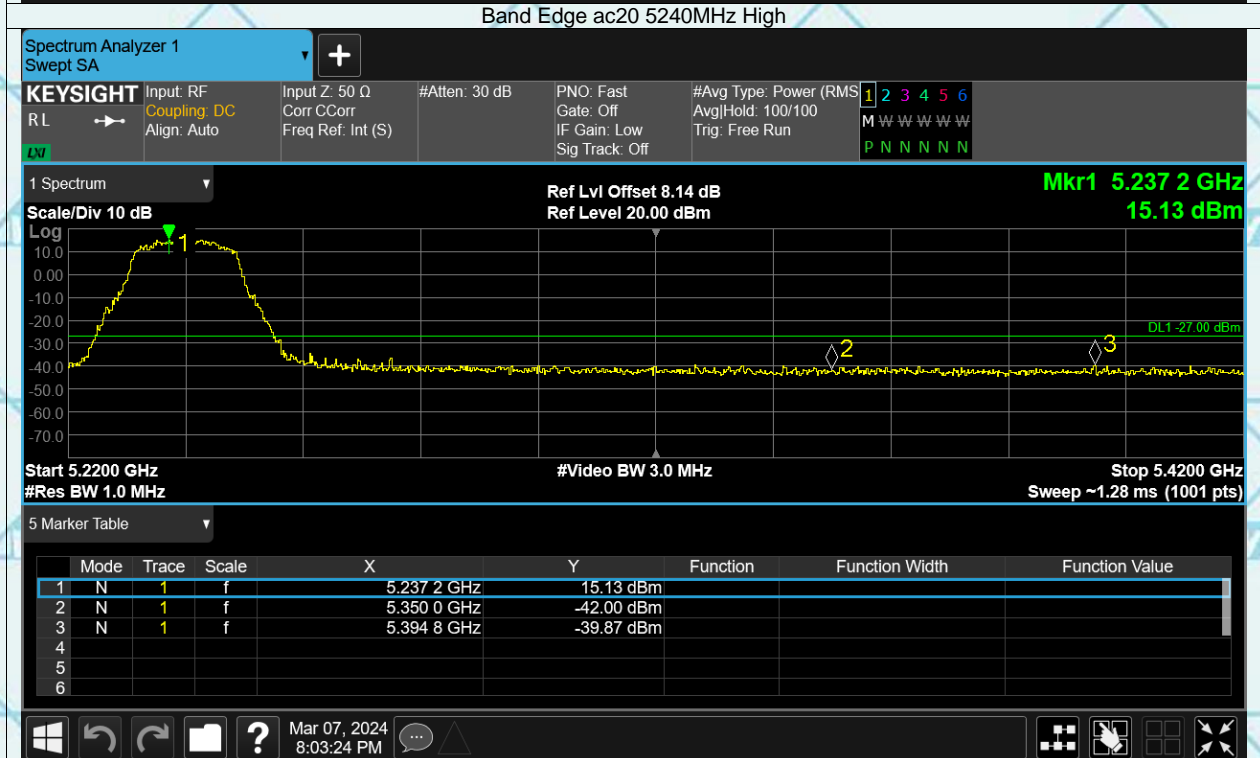 Band Edge ac20 5240MHz High
Spectrum Analyzer 1
Swept SA
KEYSIGHT Input: RF Input Z: 50 Ω #Atten: 30 dB PNO: Fast #Avg Type: Power (RMS 1 2 3 4 5 6
RL Coupling: DC Corr CCorr Gate: Off Avg|Hold: 100/100 M W W W W W
Align: Auto Freq Ref: Int (S) IF Gain: Low Trig: Free Run
LXI Sig Track: Off P N N N N N
1 Spectrum Ref Lvl Offset 8.14 dB Mkr1 5.237 2 GHz
Scale/Div 10 dB Ref Level 20.00 dBm 15.13 dBm
Log
1
10.0
0.00
-10.0
-20.0
DL1 -27.00 dBm
-30.0
2 3
-40.0
-50.0
-60.0
-70.0
Start 5.2200 GHz #Video BW 3.0 MHz Stop 5.4200 GHz
#Res BW 1.0 MHz Sweep ~1.28 ms (1001 pts)
5 Marker Table
Mode Trace Scale X Y Function Function Width Function Value
1 N 1 f 5.237 2 GHz 15.13 dBm
2 N 1 f 5.350 0 GHz -42.00 dBm
3 N 1 f 5.394 8 GHz -39.87 dBm
4
5
6
? Mar 07, 2024
8:03:24 PM